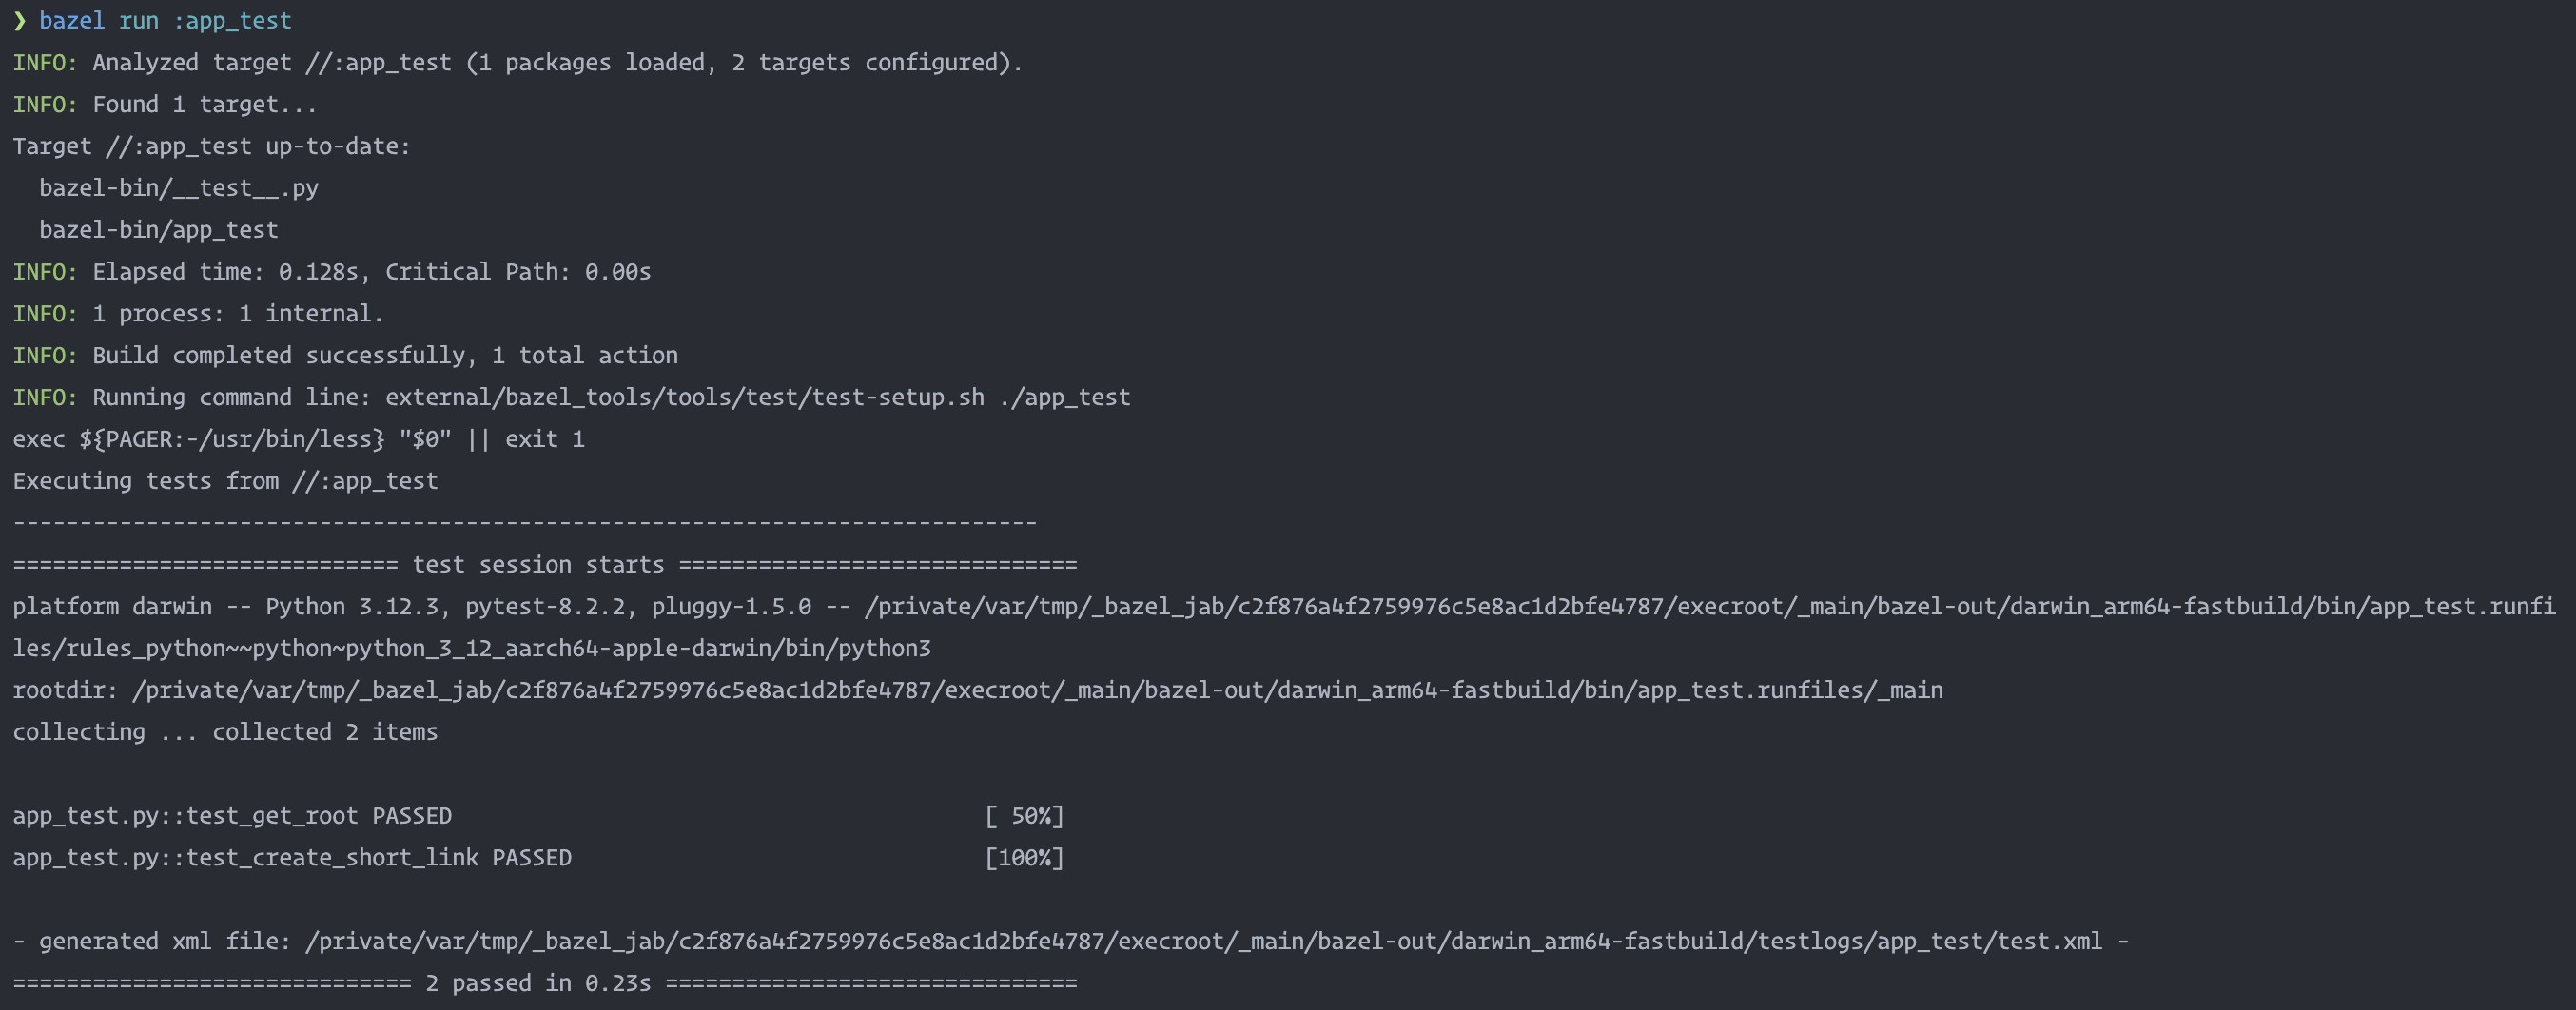 ❯ bazel run :app_test
INFO: Analyzed target //:app_test (1 packages loaded, 2 targets configured).
INFO: Found 1 target...
Target //:app_test up-to-date:
  bazel-bin/__test__.py
  bazel-bin/app_test
INFO: Elapsed time: 0.128s, Critical Path: 0.00s
INFO: 1 process: 1 internal.
INFO: Build completed successfully, 1 total action
INFO: Running command line: external/bazel_tools/tools/test/test-setup.sh ./app_test
exec ${PAGER:-/usr/bin/less} "$0" || exit 1
Executing tests from //:app_test
-----------------------------------------------------------------------------
============================= test session starts ==============================
platform darwin -- Python 3.12.3, pytest-8.2.2, pluggy-1.5.0 -- /private/var/tmp/_bazel_jab/c2f876a4f2759976c5e8ac1d2bfe4787/execroot/_main/bazel-out/darwin_arm64-fastbuild/bin/app_test.runfi
les/rules_python~~python~python_3_12_aarch64-apple-darwin/bin/python3
rootdir: /private/var/tmp/_bazel_jab/c2f876a4f2759976c5e8ac1d2bfe4787/execroot/_main/bazel-out/darwin_arm64-fastbuild/bin/app_test.runfiles/_main
collecting ... collected 2 items

app_test.py::test_get_root PASSED                                        [ 50%]
app_test.py::test_create_short_link PASSED                               [100%]

- generated xml file: /private/var/tmp/_bazel_jab/c2f876a4f2759976c5e8ac1d2bfe4787/execroot/_main/bazel-out/darwin_arm64-fastbuild/testlogs/app_test/test.xml -
============================== 2 passed in 0.23s ===============================